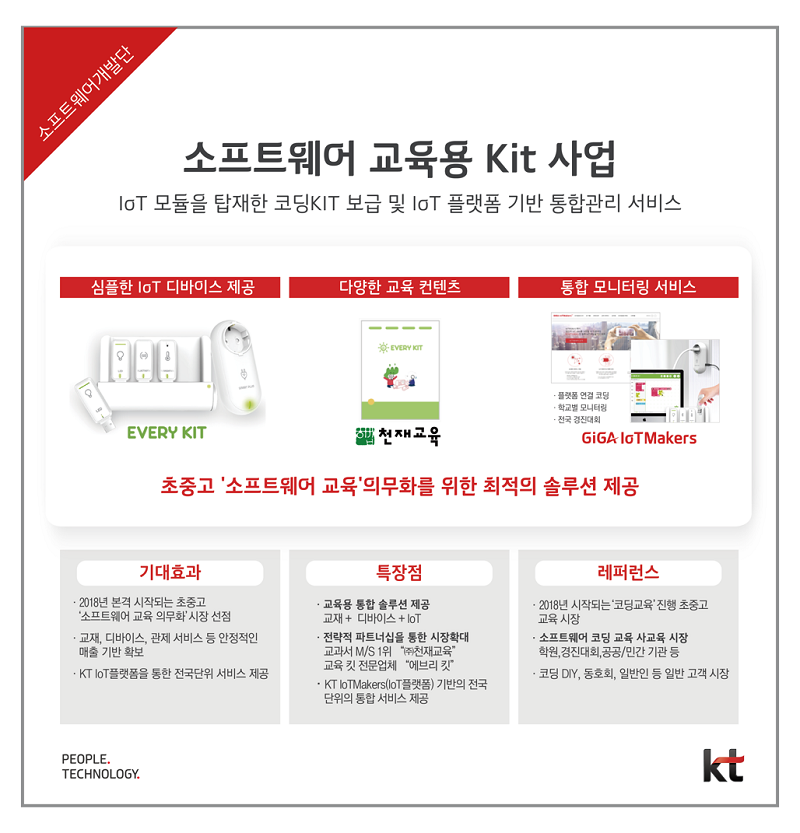 소프트웨어개발단
소프트웨어 교육용 Kit 사업
IoT 모듈을 탑재한 코딩KIT 보급 및 IoT 플랫폼 기반 통합관리 서비스
심플한 IoT 디바이스 제공
EVERY KIT
다양한 교육 컨텐츠
EVERY KIT
천재교육
통합 모니터링 서비스
· 플랫폼 연결 코딩
· 학교별 모니터링
· 전국 경진대회
GiGA IoTMakers
초중고 '소프트웨어 교육'의무화를 위한 최적의 솔루션 제공
기대효과
· 2018년 본격 시작되는 초중고
‘소프트웨어 교육 의무화’ 시장 선점
· 교재, 디바이스, 관제 서비스 등 안정적인
매출 기반 확보
· KT IoT플랫폼을 통한 전국단위 서비스 제공
특장점
· 교육용 통합 솔루션 제공
교재 + 디바이스 + IoT
· 전략적 파트너십을 통한 시장확대
교과서 M/S 1위 “㈜천재교육”
교육 킷 전문업체 “에브리 킷”
· KT IoTMakers(IoT플랫폼) 기반의 전국
단위의 통합 서비스 제공
레퍼런스
· 2018년 시작되는 ‘코딩교육’ 진행 초중고
교육 시장
· 소프트웨어 코딩 교육 사교육 시장
학원,경진대회,공공/민간 기관 등
· 코딩 DIY, 동호회, 일반인 등 일반 고객 시장
PEOPLE.
TECHNOLOGY.
kt